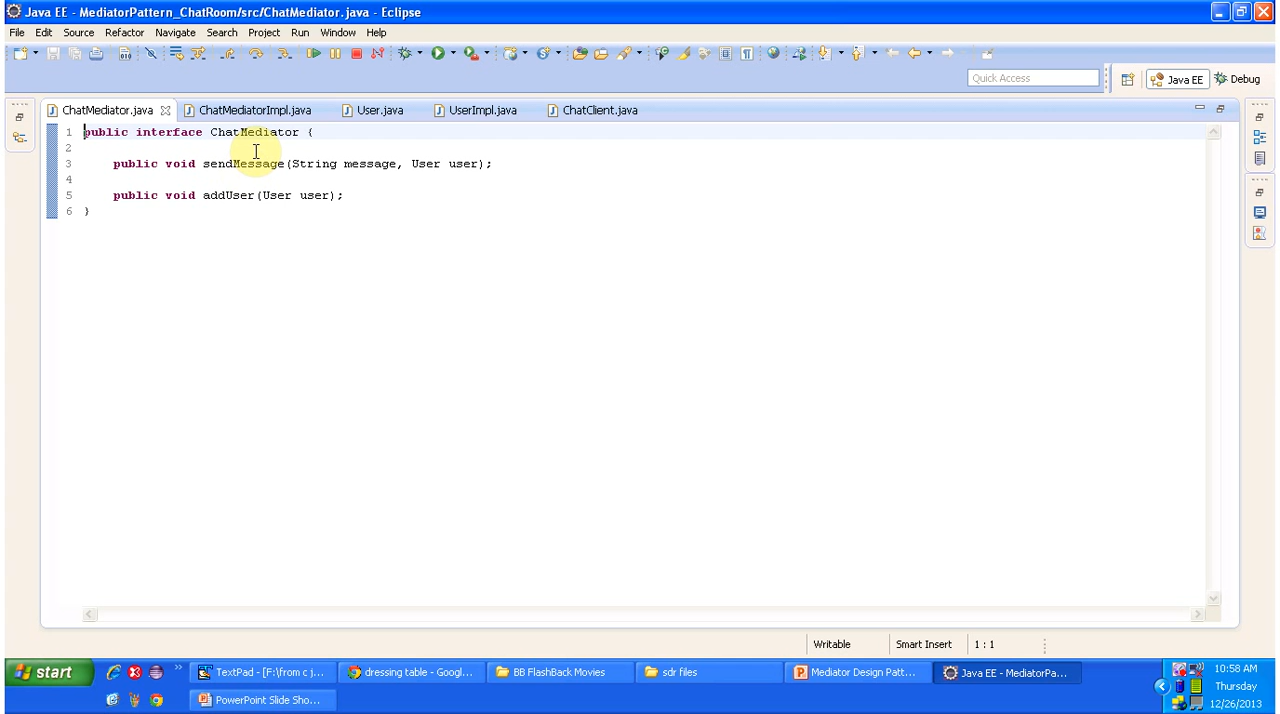 Java EE - MediatorPattern_ChatRoom/src/ChatMediator.java - Eclipse
File Edit Source Refactor Navigate Search Project Run Window Help
Quick Access
Java EE
Debug
ChatMediator.java ChatMediatorImpl.java User.java UserImpl.java ChatClient.java
1 public interface ChatMediator {
2
3 public void sendMessage(String message, User user);
4
5 public void addUser(User user);
6 }
Writable Smart Insert 1 : 1
start TextPad - [F:\from c j... dressing table - Googl... BB FlashBack Movies sdr files Mediator Design Patt... Java EE - MediatorPa... 10:58 AM
Thursday
PowerPoint Slide Sho... 12/26/2013